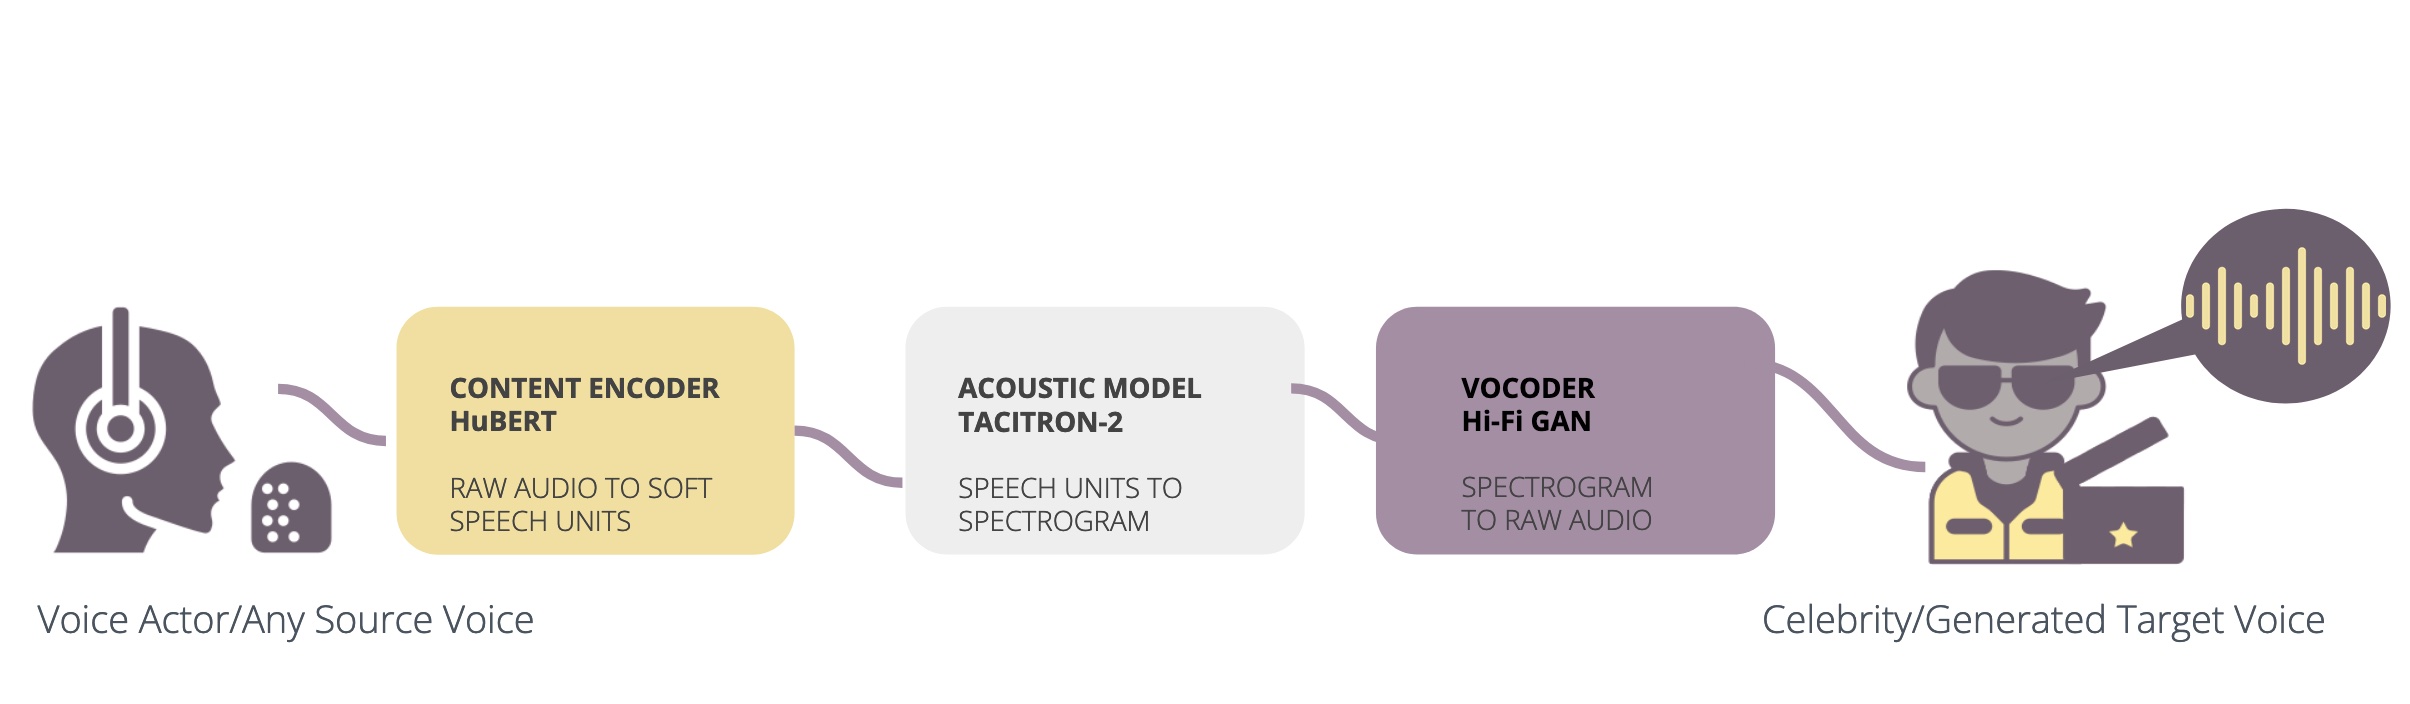 CONTENT ENCODER
HuBERT
RAW AUDIO TO SOFT
SPEECH UNITS
ACOUSTIC MODEL
TACITRON-2
SPEECH UNITS TO
SPECTROGRAM
VOCODER
Hi-Fi GAN
SPECTROGRAM
TO RAW AUDIO
Voice Actor/Any Source Voice
Celebrity/Generated Target Voice